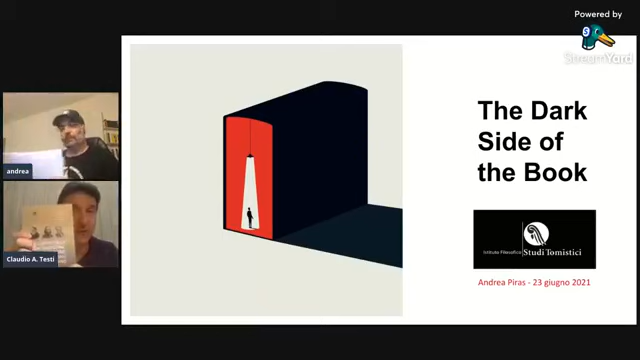 Powered by
StreamYard
The Dark
Side of
the Book
andrea
Istituto Filosofico
Studi Tomistici
Claudio A. Testi
Andrea Piras - 23 giugno 2021